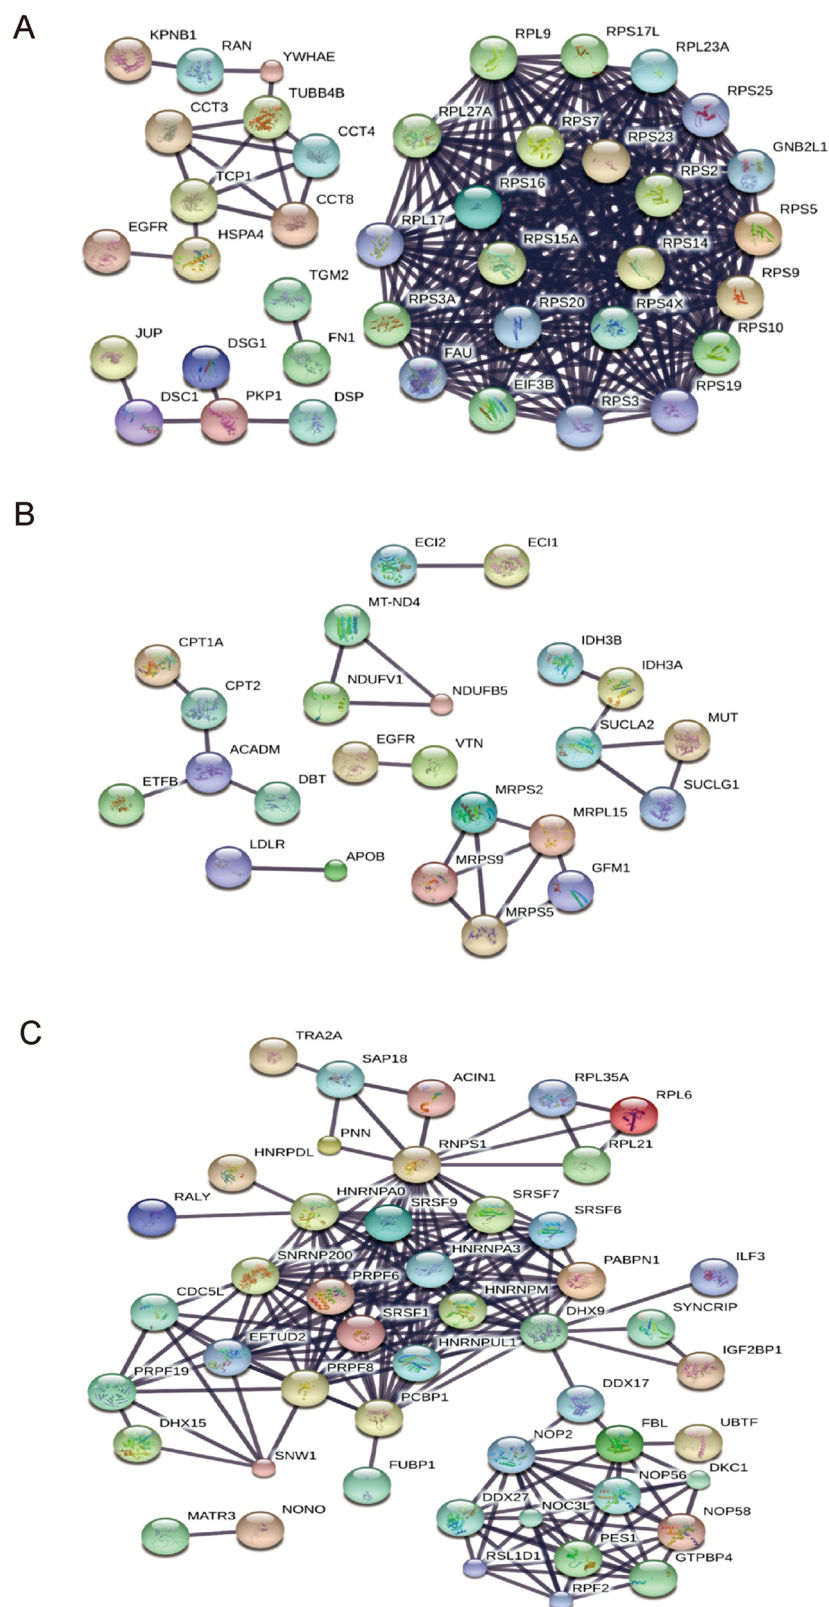 A
KPNB1
RAN
YWHAE
TUBB4B
CCT3
CCT4
TCP1
CCT8
EGFR
HSPA4
TGM2
FN1
JUP
DSG1
DSC1
PKP1
DSP
RPL9
RPS17L
RPL23A
RPS25
RPL27A
RPS7
RPS23
GNB2L1
RPS16
RPS2
RPS5
RPL17
RPS15A
RPS14
RPS9
RPS3A
RPS20
RPS4X
RPS10
FAU
EIF3B
RPS3
RPS19
B
ECI2
ECI1
MT-ND4
CPT1A
IDH3B
IDH3A
CPT2
NDUFV1
NDUFB5
SUCLA2
MUT
ACADM
EGFR
VTN
ETFB
DBT
SUCLG1
MRPS2
MRPL15
LDLR
APOB
MRPS9
GFM1
MRPS5
C
TRA2A
SAP18
ACIN1
RPL35A
RPL6
PNN
RNPS1
RPL21
HNRPDL
RALY
HNRNPA0
SRSF9
SRSF7
SRSF6
SNRNP200
HNRNPA3
PABPN1
ILF3
CDC5L
PRPF6
HNRNPM
SYNCRIP
SRSF1
DHX9
EFTUD2
HNRNPUL1
IGF2BP1
PRPF19
PRPF8
PCBP1
DDX17
DHX15
NOP2
FBL
UBTF
SNW1
FUBP1
NOP56
DKC1
MATR3
NONO
DDX27
NOC3L
NOP58
PES1
GTPBP4
RSL1D1
RPF2